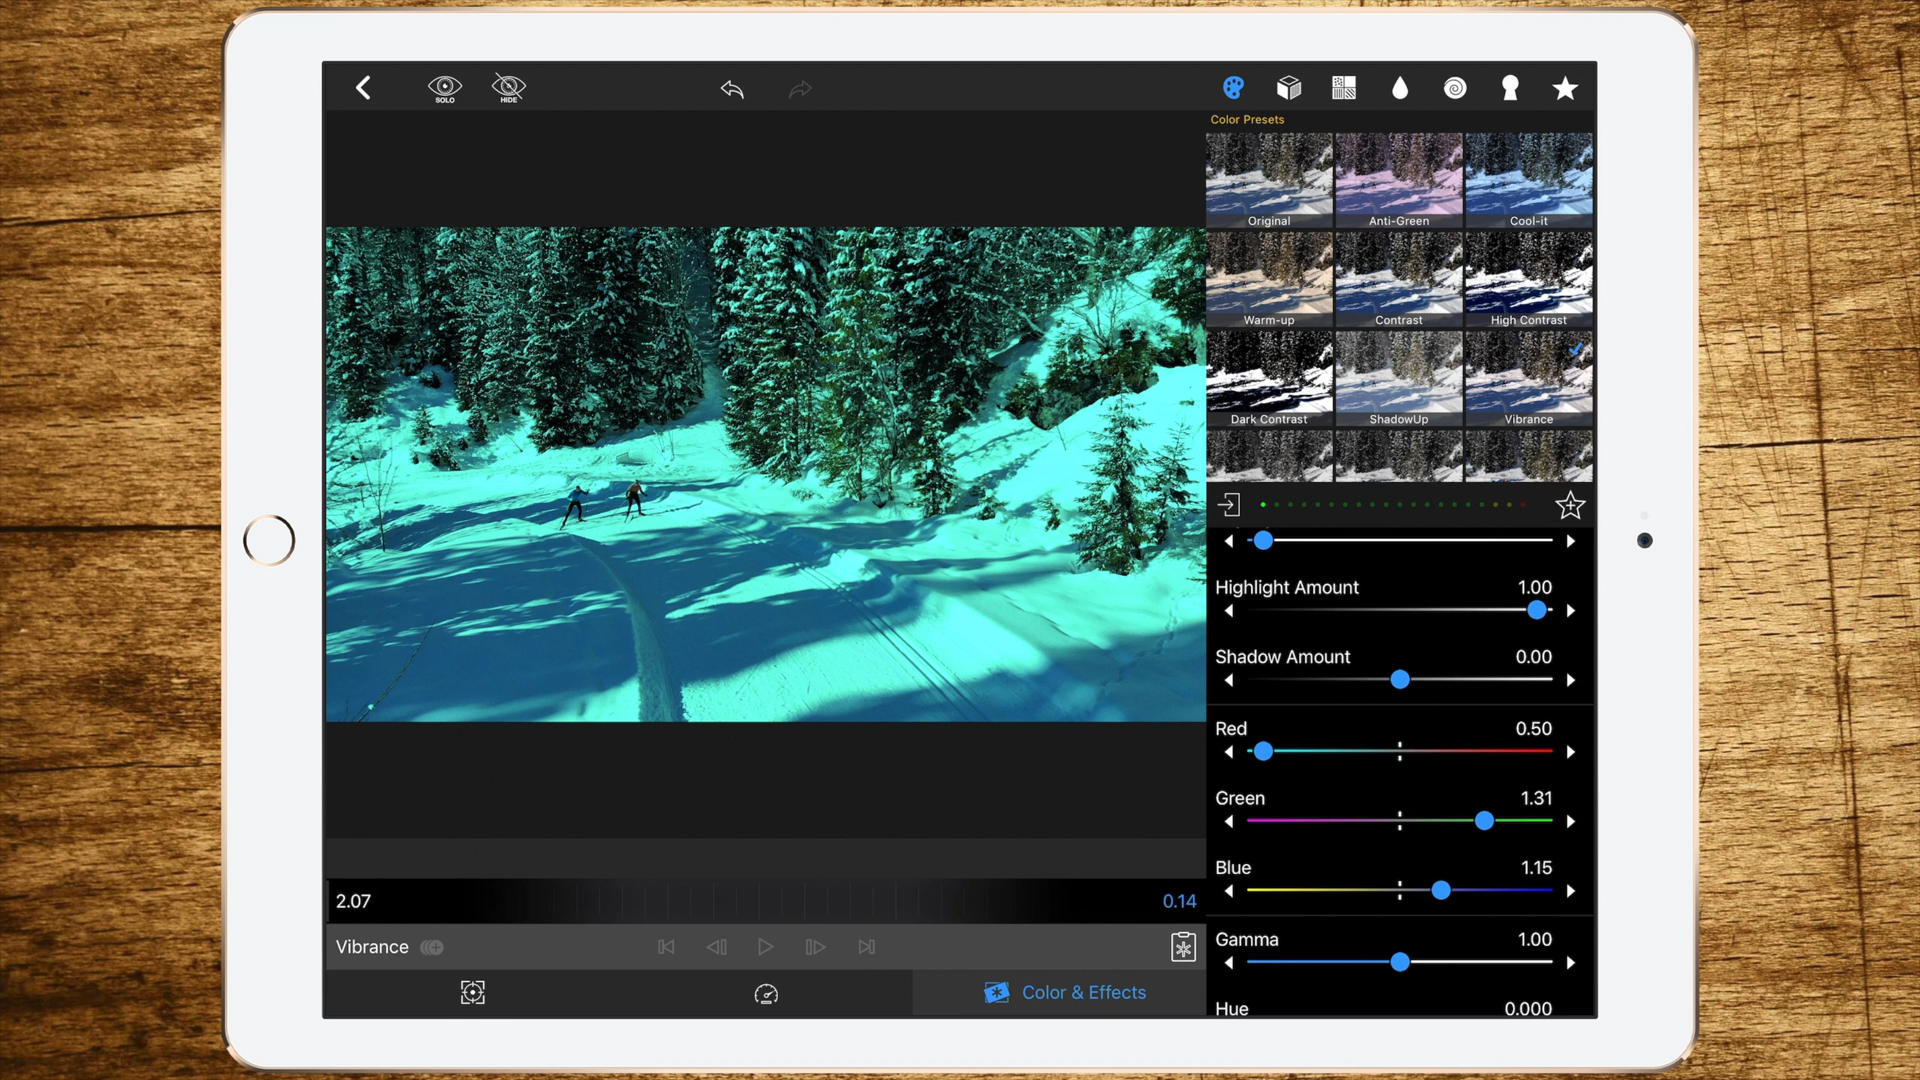 SOLO
HIDE
Color Presets
Original
Anti-Green
Cool-it
Warm-up
Contrast
High Contrast
Dark Contrast
ShadowUp
Vibrance
Highlight Amount 1.00
Shadow Amount 0.00
Red 0.50
Green 1.31
Blue 1.15
Gamma 1.00
Hue 0.000
2.07 0.14
Vibrance
Color & Effects